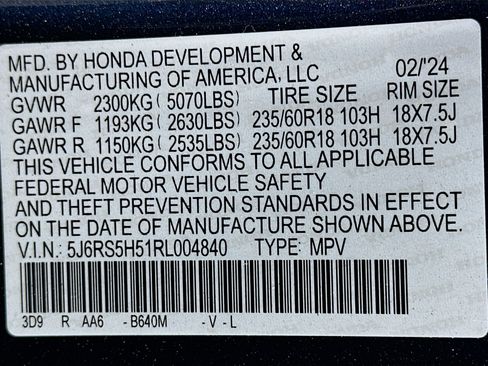 MFD. BY HONDA DEVELOPMENT &
MANUFACTURING OF AMERICA, LLC 02/'24
GVWR 2300KG(5070LBS) TIRE SIZE RIM SIZE
GAWR F 1193KG(2630LBS) 235/60R18 103H 18X7.5J
GAWR R 1150KG(2535LBS) 235/60R18 103H 18X7.5J
THIS VEHICLE CONFORMS TO ALL APPLICABLE
FEDERAL MOTOR VEHICLE SAFETY
AND THEFT PREVENTION STANDARDS IN EFFECT
ON THE DATE OF MANUFACTURE SHOWN ABOVE.
V.I.N.: 5J6RS5H51RL004840 TYPE: MPV
3D9 R AA6 -B640M -V-L